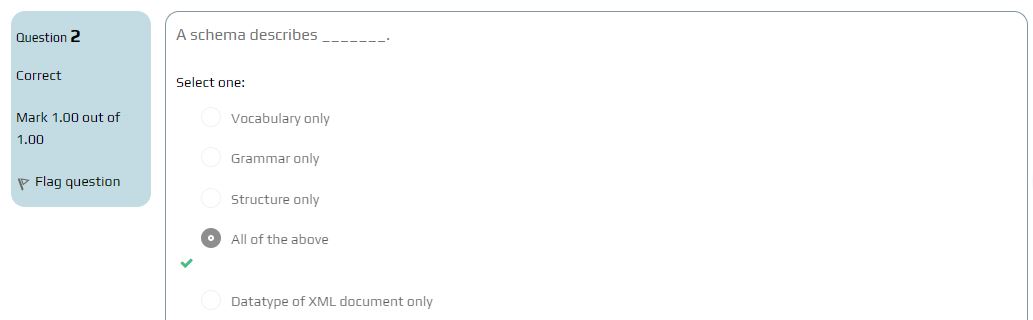 Question 2
Correct
Mark 1.00 out of
1.00
Flag question
A schema describes _______.
Select one:
Vocabulary only
Grammar only
Structure only
All of the above
Datatype of XML document only